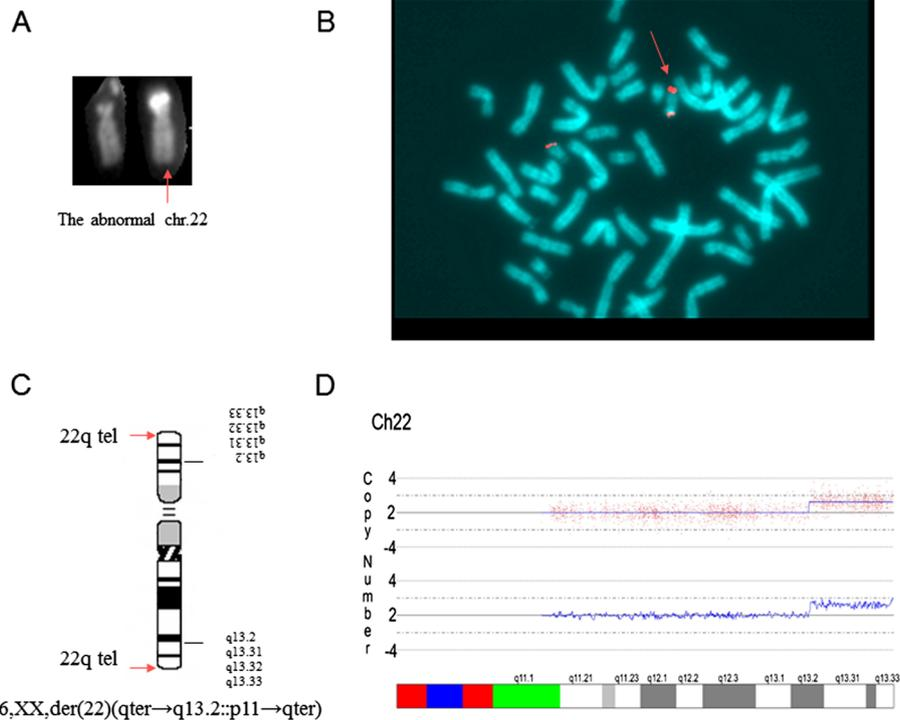 A
B
The abnormal chr.22
C
D
22q tel
q13.33
q13.32
q13.31
q13.2
22q tel
q13.2
q13.31
q13.32
q13.33
6,XX,der(22)(qter→q13.2::p11→qter)
Ch22
Copy Number
4
2
-4
4
2
-4
q11.1 q11.21 q11.23 q12.1 q12.2 q12.3 q13.1 q13.2 q13.31 q13.33